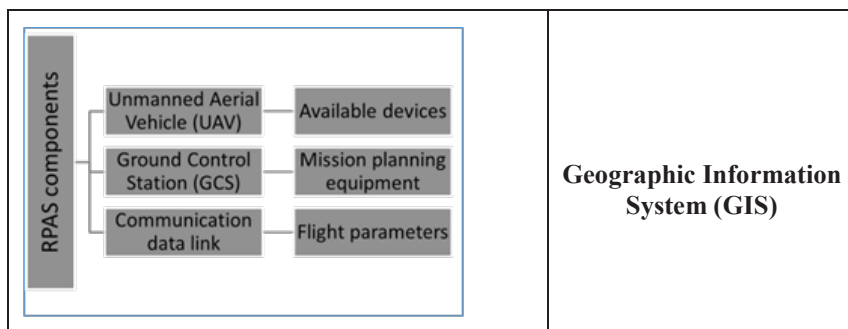 RPAS components
Unmanned Aerial
Vehicle (UAV)
Available devices
Ground Control
Station (GCS)
Mission planning
equipment
Communication
data link
Flight parameters
Geographic Information
System (GIS)